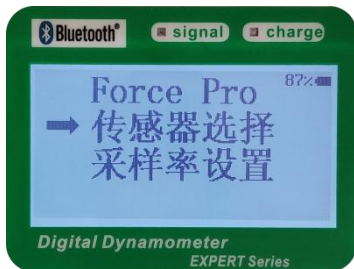 Bluetooth®
signal
charge
87%
Force Pro
传感器选择
采样率设置
Digital Dynamometer
EXPERT Series